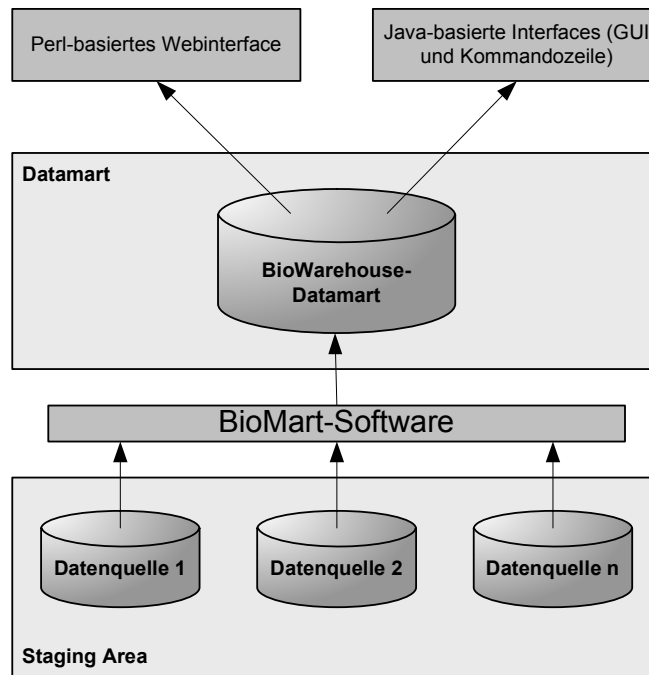 Perl-basiertes Webinterface
Java-basierte Interfaces (GUI
und Kommandozeile)
Datamart
BioWarehouse-
Datamart
BioMart-Software
Datenquelle 1
Datenquelle 2
Datenquelle n
Staging Area